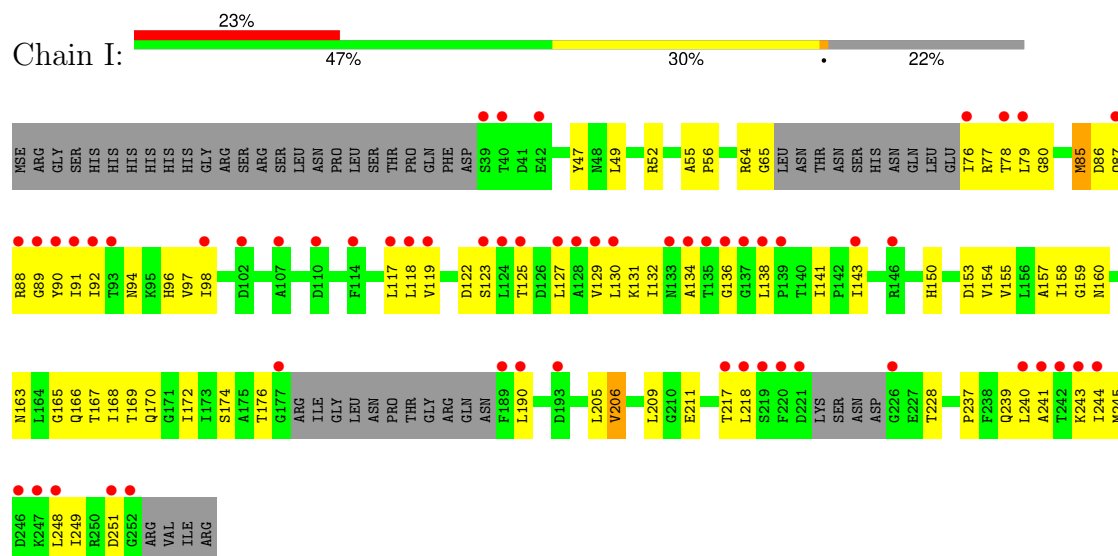 23%
Chain I:
47% 30% • 22%
MSE ARG GLY SER HIS HIS HIS HIS HIS HIS HIS GLY ARG SER ARG SER LEU ASN PRO LEU SER THR PRO GLN PHE ASP S39 T40 D41 E42 Y47 N48 L49 R52 A55 P56 R64 G65 LEU ASN THR ASN SER HIS ASN GLN LEU GLU I76 R77 T78 L79 G80 M85 D86 Q87
R88 G89 Y90 I91 I92 T93 N94 K95 H96 V97 I98 D102 A107 D110 F114 L117 L118 V119 D122 S123 L124 T125 D126 L127 A128 V129 L130 K131 I132 N133 A134 T135 G136 G137 L138 P139 T140 I141 P142 I143 R146 H150 D153 V154 V155 L156 A157 I158 G159 N160
N163 L164 G165 Q166 T167 I168 T169 Q170 G171 I172 I173 S174 A175 T176 G177 ARG ILE GLY LEU ASN PRO THR GLY ARG GLN ASN F189 L190 D193 L205 V206 L209 G210 E211 T217 L218 S219 F220 D221 LYS SER ASN ASP G226 E227 T228 P237 F238 Q239 L240 A241 T242 K243 I244 M245
D246 K247 L248 I249 R250 D251 G252 ARG VAL ILE ARG